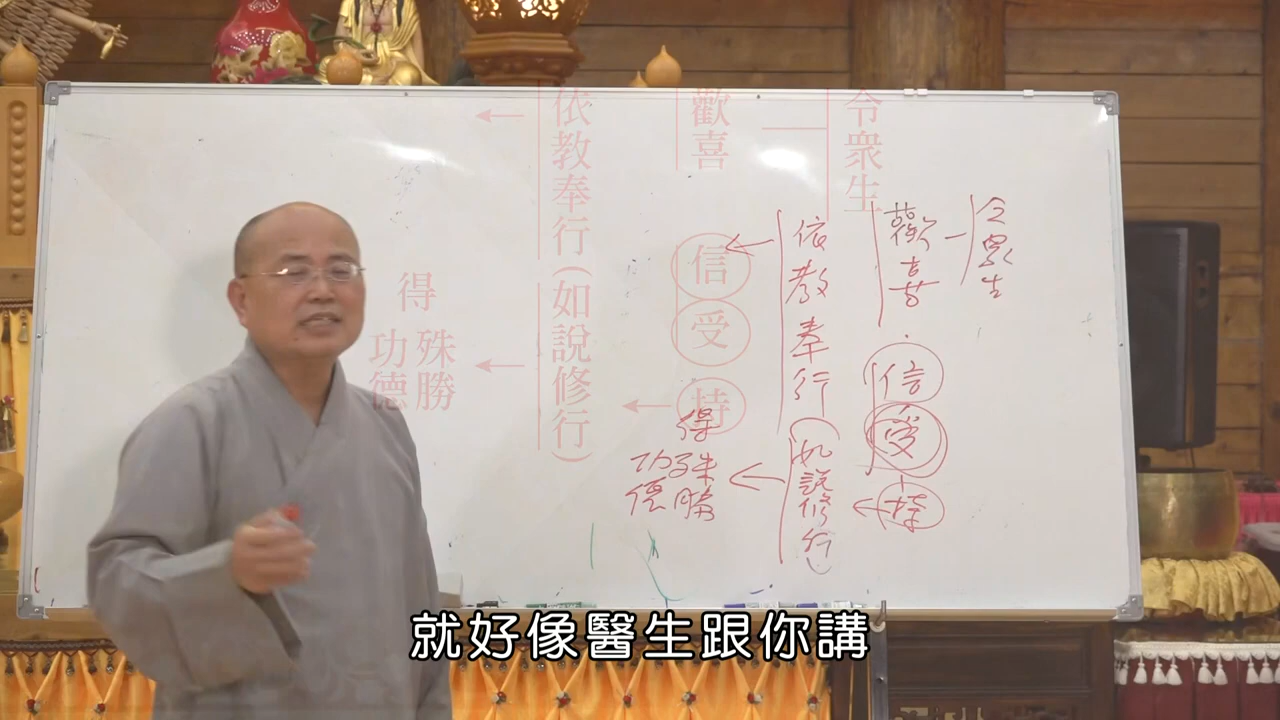 令眾生
歡喜
信受持
依教奉行(如說修行)
得
殊勝
功德
令眾生
歡喜
信受持
依教奉行(如說修行)
得
殊勝
功德
就好像醫生跟你講